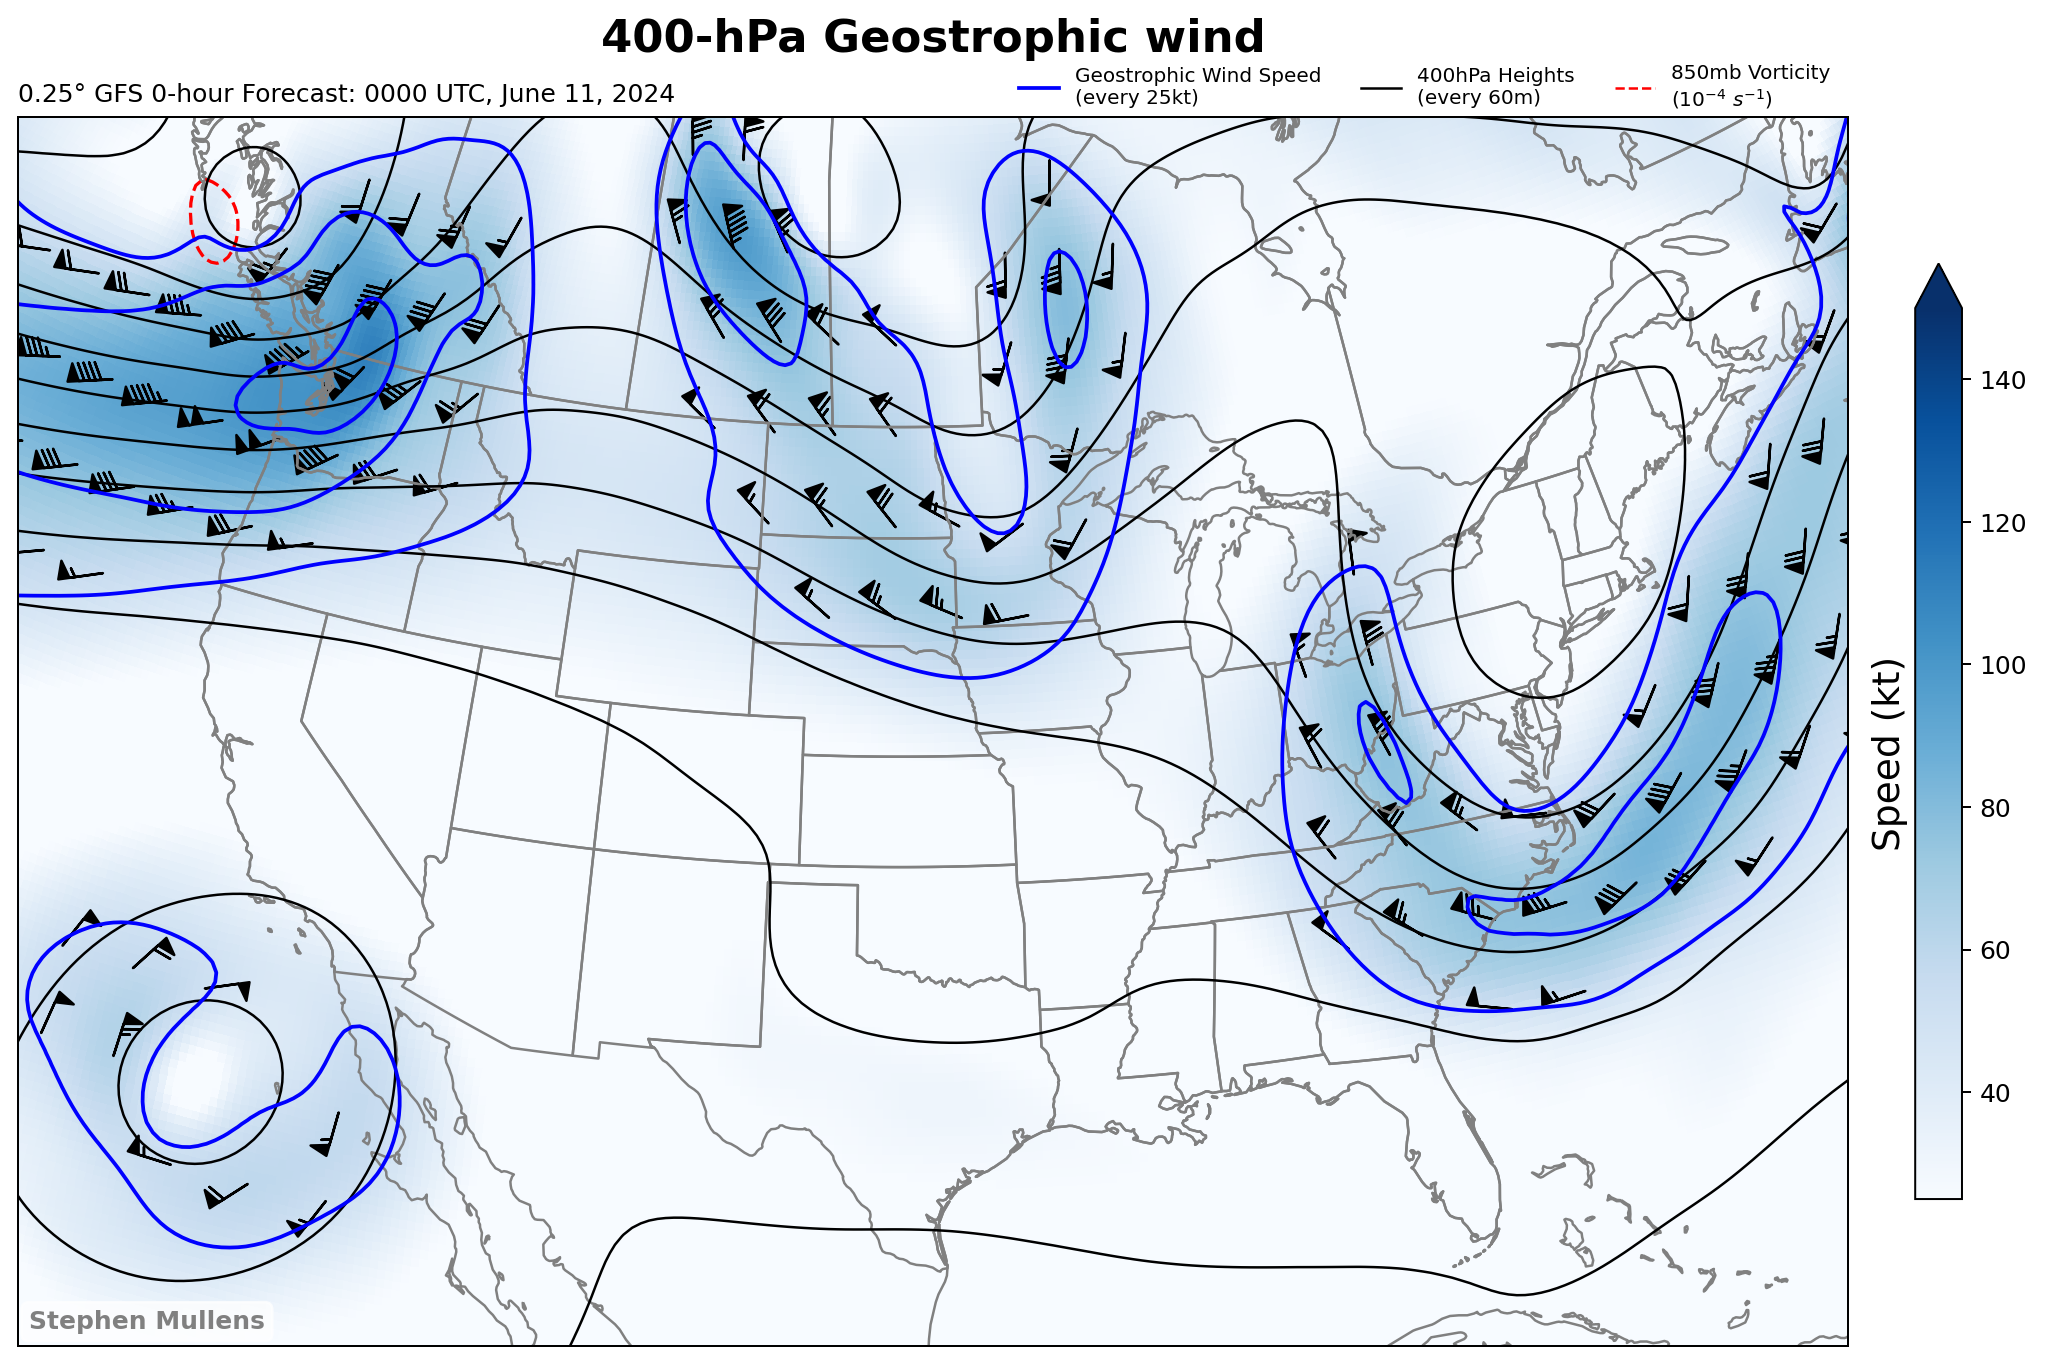 400-hPa Geostrophic wind
0.25° GFS 0-hour Forecast: 0000 UTC, June 11, 2024
Geostrophic Wind Speed
(every 25kt)
400hPa Heights
(every 60m)
850mb Vorticity
(10⁻⁴ s⁻¹)
140
120
100
80
60
40
Speed (kt)
Stephen Mullens